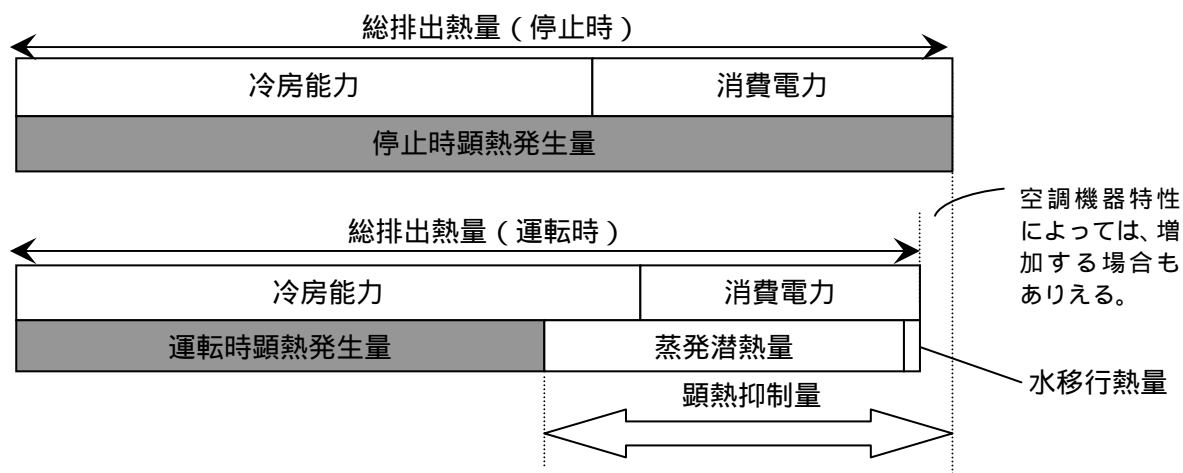 総排出熱量(停止時)
冷房能力
消費電力
停止時顕熱発生量
空調機器特性
によっては、増
加する場合も
ありえる。
総排出熱量(運転時)
冷房能力
消費電力
運転時顕熱発生量
蒸発潜熱量
水移行熱量
顕熱抑制量